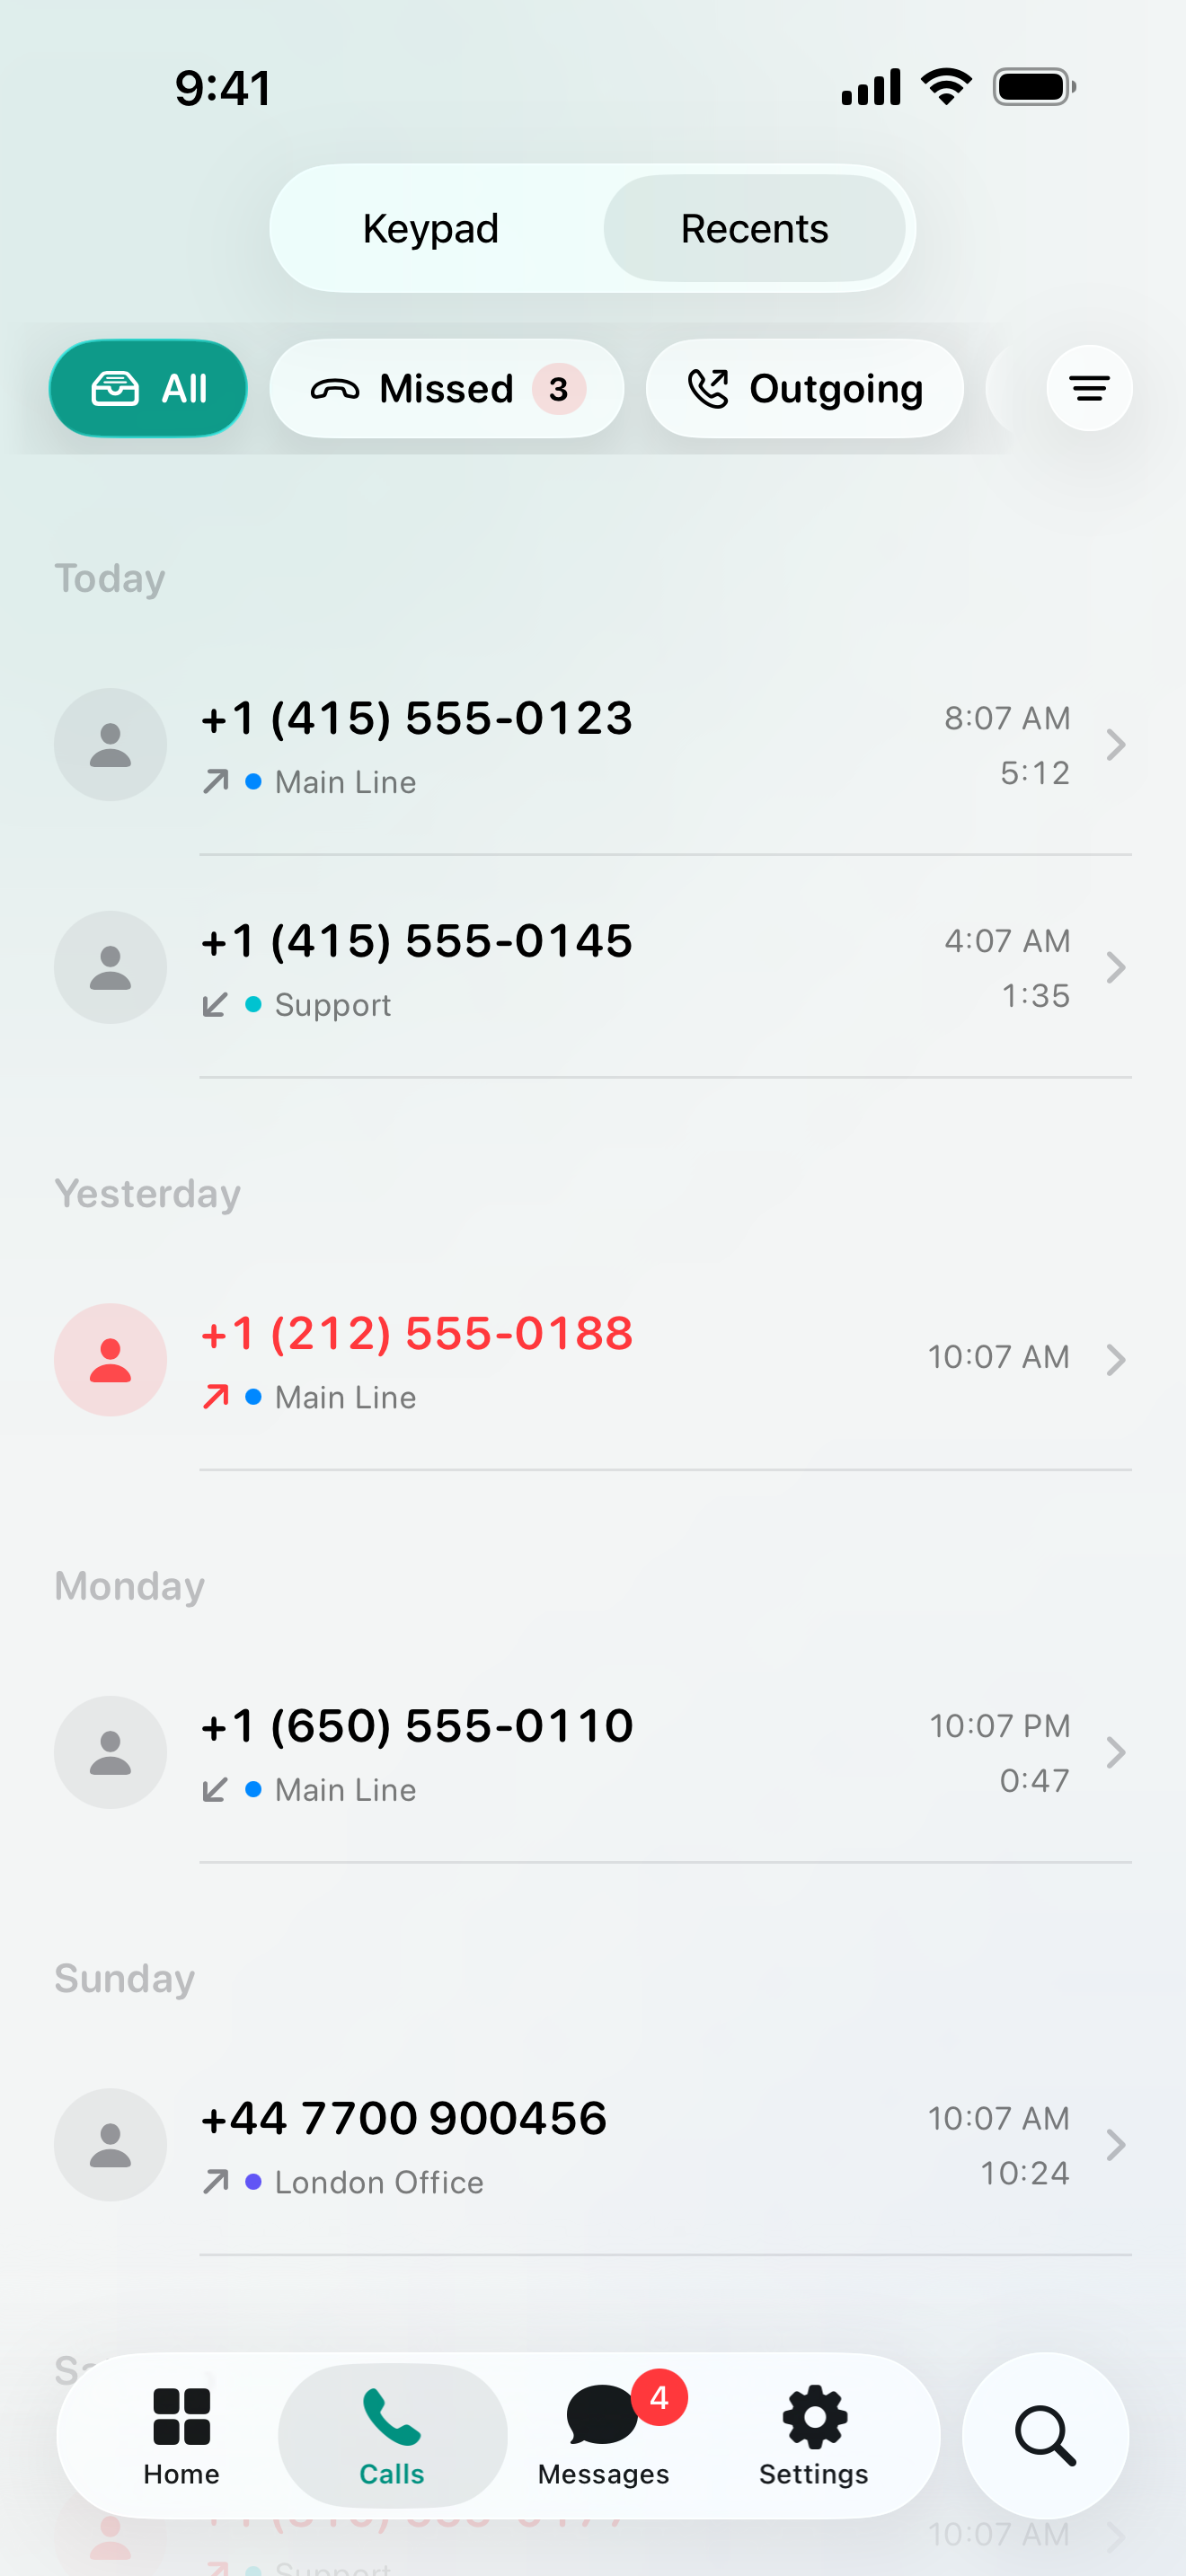 9:41
Keypad
Recents
All
Missed 3
Outgoing
Today
+1 (415) 555-0123
8:07 AM
Main Line
5:12
+1 (415) 555-0145
4:07 AM
Support
1:35
Yesterday
+1 (212) 555-0188
10:07 AM
Main Line
Monday
+1 (650) 555-0110
10:07 PM
Main Line
0:47
Sunday
+44 7700 900456
10:07 AM
London Office
10:24
4
Home
Calls
Messages
Settings
10:07 AM
Support